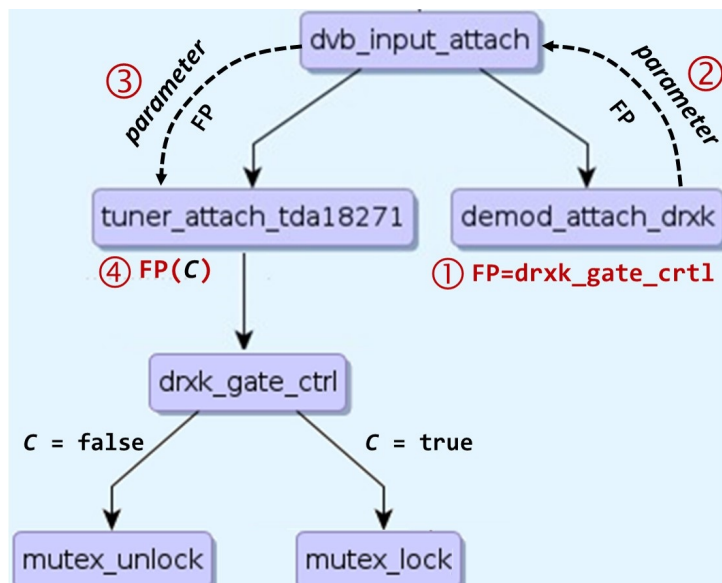 dvb_input_attach
③
parameter
FP
②
parameter
FP
tuner_attach_tda18271
demod_attach_drxk
④ FP(C)
① FP=drxk_gate_crtl
drxk_gate_ctrl
C = false
C = true
mutex_unlock
mutex_lock